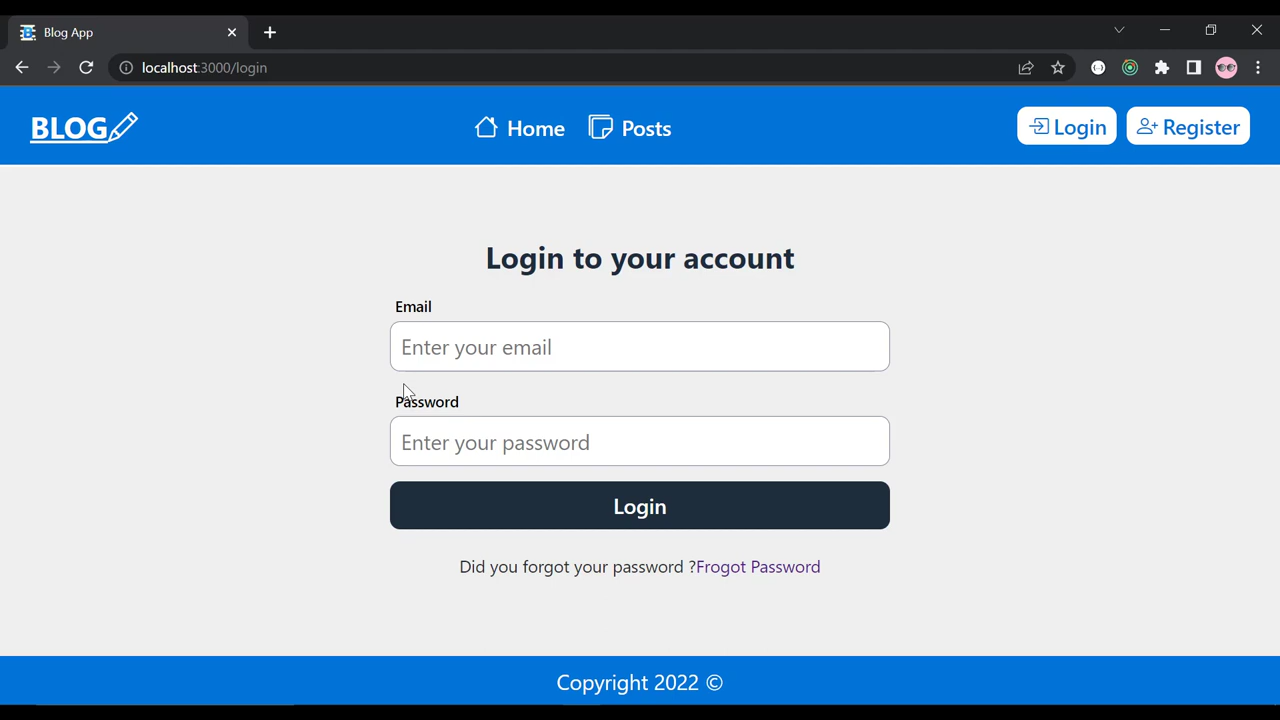 Blog App
localhost:3000/login
BLOG
Home
Posts
Login
Register
Login to your account
Email
Enter your email
Password
Enter your password
Login
Did you forgot your password ?Frogot Password
Copyright 2022 ©